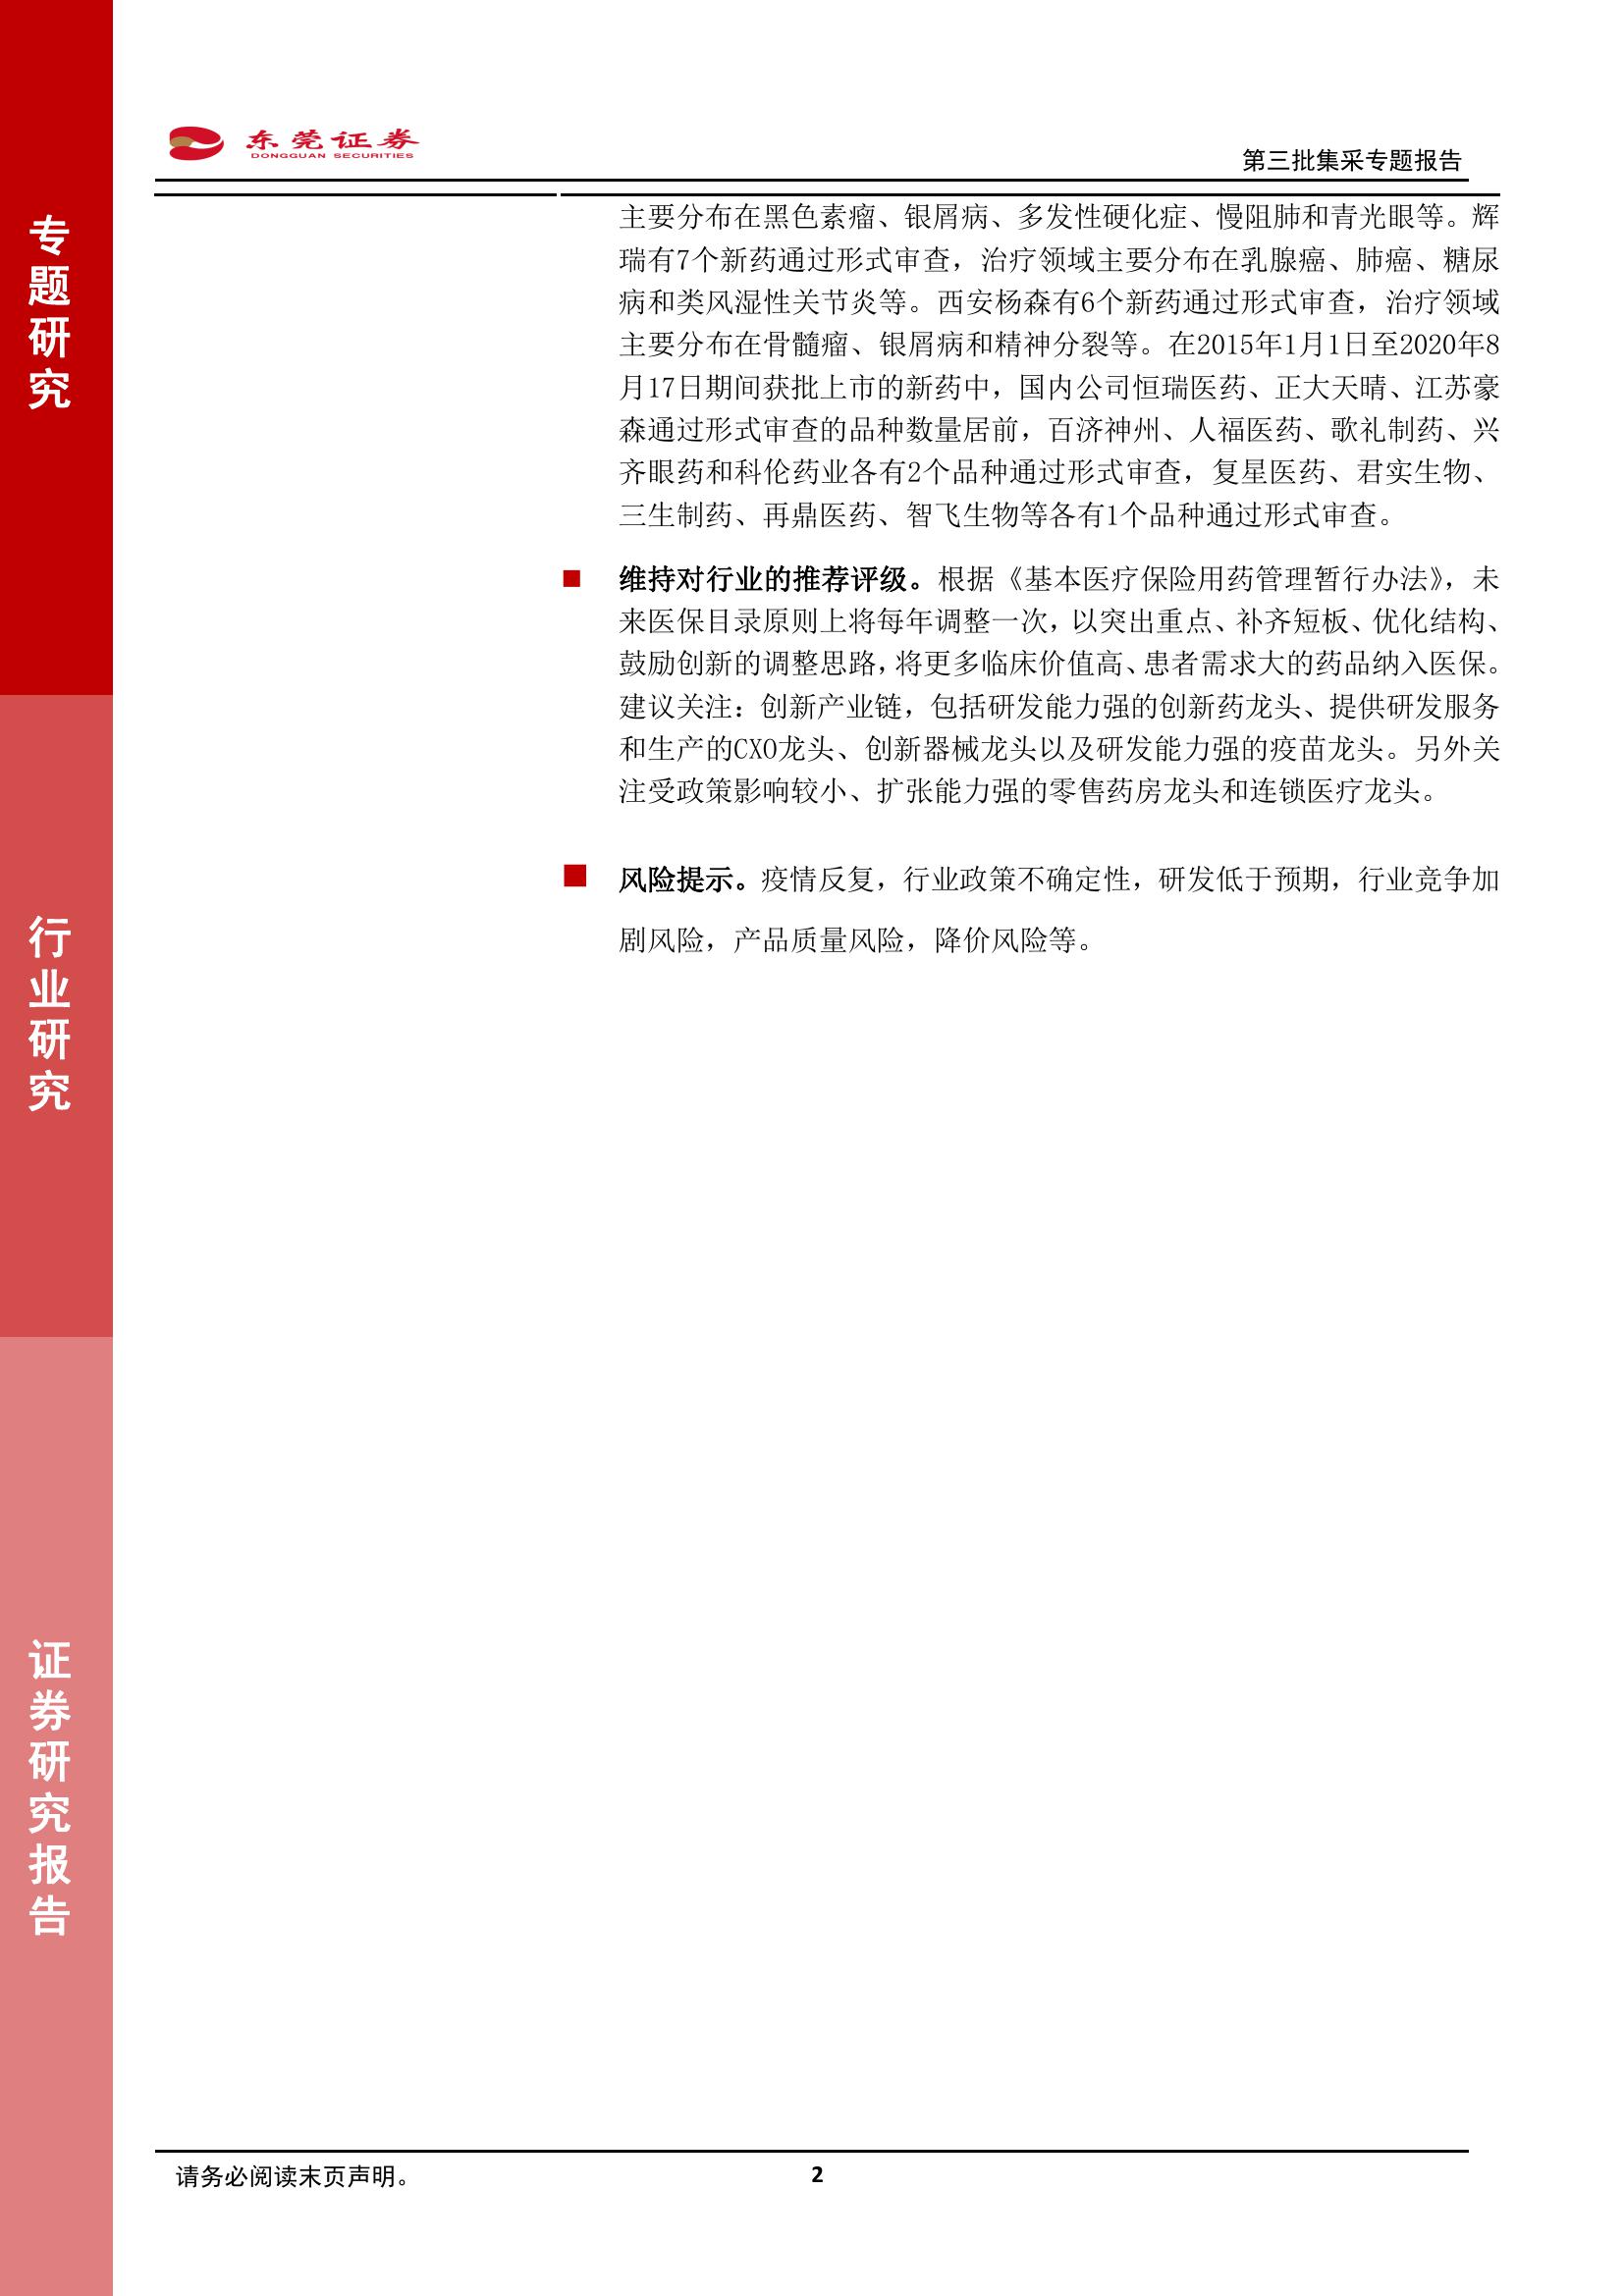 东莞证券
DONGGUAN SECURITIES
第三批集采专题报告
专题研究
行业研究
证券研究报告
主要分布在黑色素瘤、银屑病、多发性硬化症、慢阻肺和青光眼等。辉
瑞有7个新药通过形式审查，治疗领域主要分布在乳腺癌、肺癌、糖尿
病和类风湿性关节炎等。西安杨森有6个新药通过形式审查，治疗领域
主要分布在骨髓瘤、银屑病和精神分裂等。在2015年1月1日至2020年8
月17日期间获批上市的新药中，国内公司恒瑞医药、正大天晴、江苏豪
森通过形式审查的品种数量居前，百济神州、人福医药、歌礼制药、兴
齐眼药和科伦药业各有2个品种通过形式审查，复星医药、君实生物、
三生制药、再鼎医药、智飞生物等各有1个品种通过形式审查。
■ 维持对行业的推荐评级。根据《基本医疗保险用药管理暂行办法》，未
来医保目录原则上将每年调整一次，以突出重点、补齐短板、优化结构、
鼓励创新的调整思路，将更多临床价值高、患者需求大的药品纳入医保。
建议关注：创新产业链，包括研发能力强的创新药龙头、提供研发服务
和生产的CXO龙头、创新器械龙头以及研发能力强的疫苗龙头。另外关
注受政策影响较小、扩张能力强的零售药房龙头和连锁医疗龙头。
■ 风险提示。疫情反复，行业政策不确定性，研发低于预期，行业竞争加
剧风险，产品质量风险，降价风险等。
请务必阅读末页声明。
2